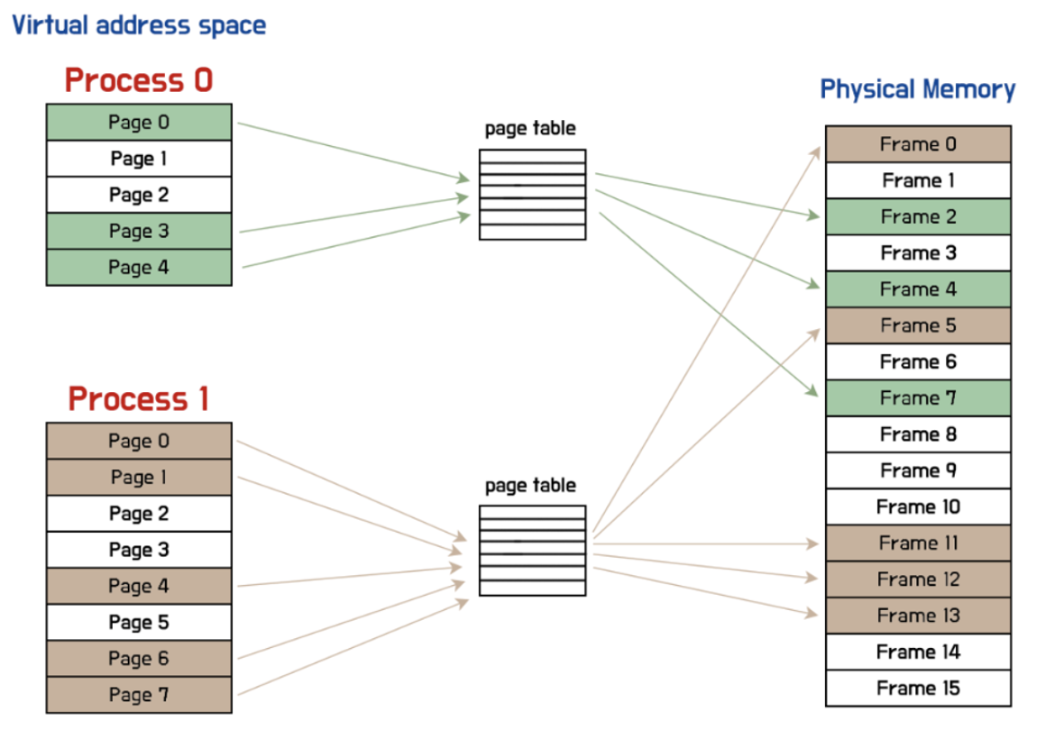 Virtual address space
Process 0
Page 0
Page 1
Page 2
Page 3
Page 4
page table
Process 1
Page 0
Page 1
Page 2
Page 3
Page 4
Page 5
Page 6
Page 7
page table
Physical Memory
Frame 0
Frame 1
Frame 2
Frame 3
Frame 4
Frame 5
Frame 6
Frame 7
Frame 8
Frame 9
Frame 10
Frame 11
Frame 12
Frame 13
Frame 14
Frame 15